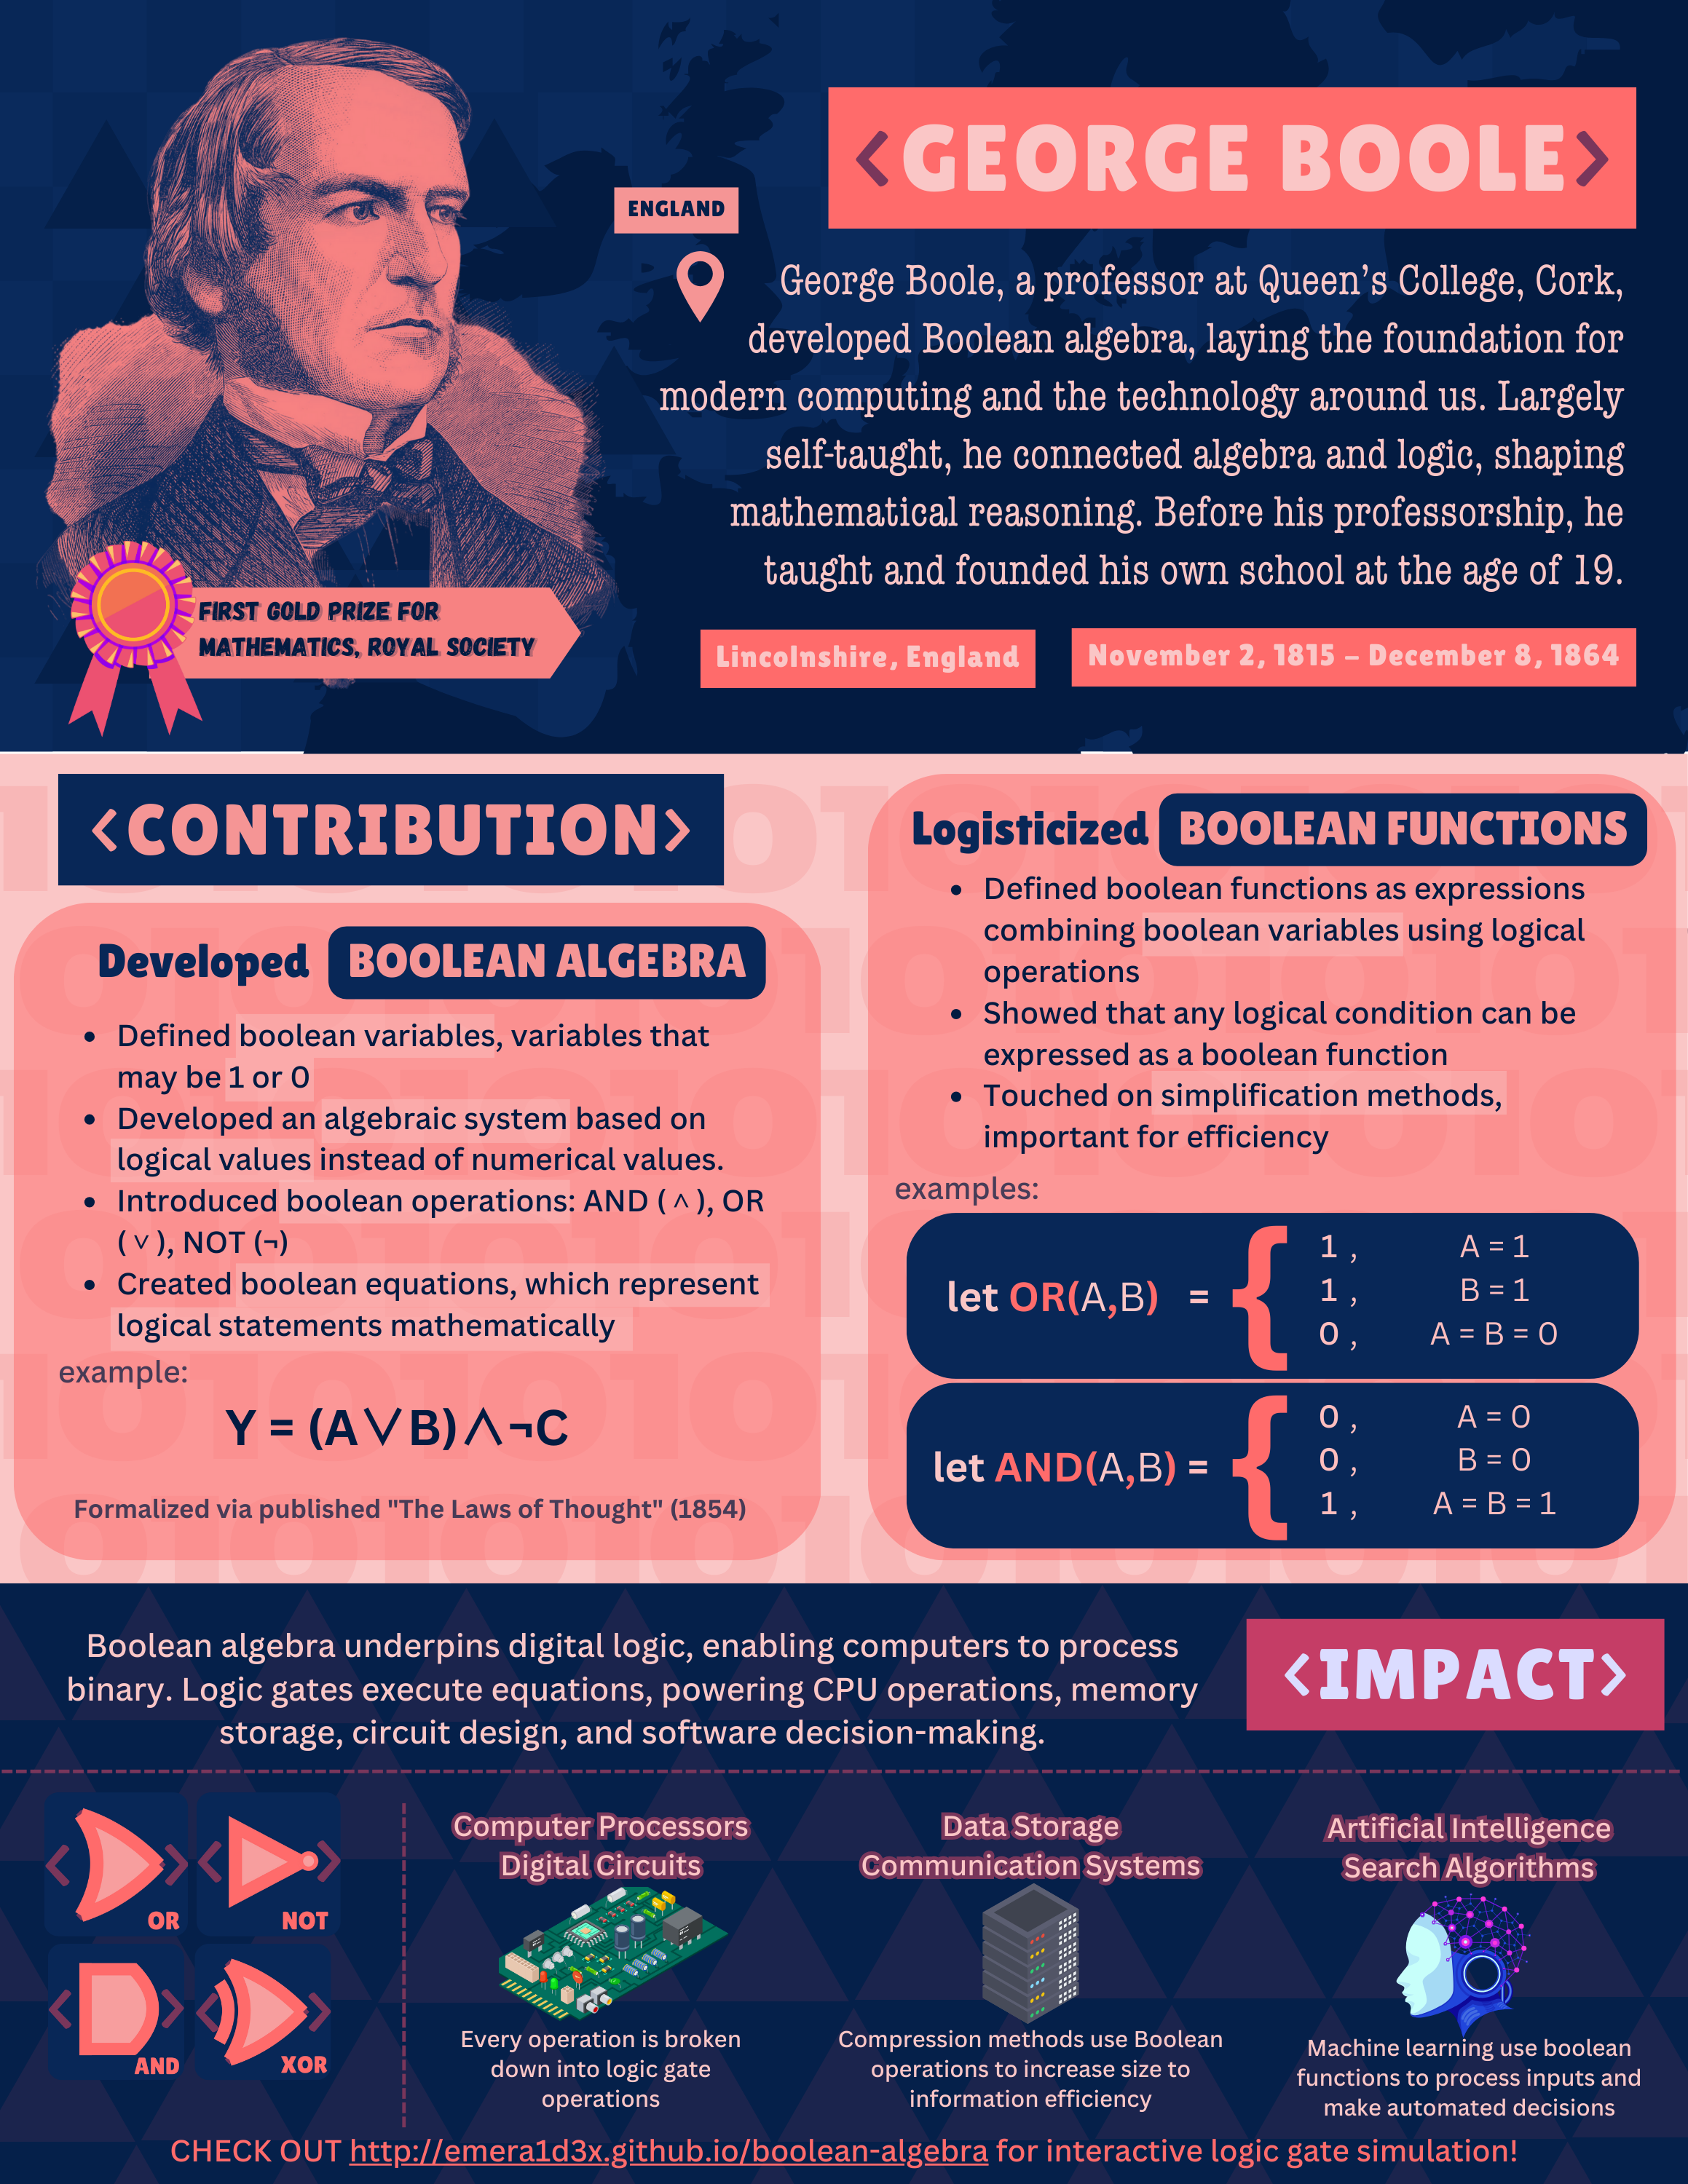 <GEORGE BOOLE>
ENGLAND
George Boole, a professor at Queen's College, Cork,
developed Boolean algebra, laying the foundation for
modern computing and the technology around us. Largely
self-taught, he connected algebra and logic, shaping
mathematical reasoning. Before his professorship, he
taught and founded his own school at the age of 19.
FIRST GOLD PRIZE FOR
MATHEMATICS, ROYAL SOCIETY
Lincolnshire, England
November 2, 1815 – December 8, 1864
<CONTRIBUTION>
Developed BOOLEAN ALGEBRA
• Defined boolean variables, variables that
may be 1 or 0
• Developed an algebraic system based on
logical values instead of numerical values.
• Introduced boolean operations: AND (∧), OR
(∨), NOT (¬)
• Created boolean equations, which represent
logical statements mathematically
example:
Y = (A∨B)∧¬C
Formalized via published "The Laws of Thought" (1854)
Logisticized BOOLEAN FUNCTIONS
• Defined boolean functions as expressions
combining boolean variables using logical
operations
• Showed that any logical condition can be
expressed as a boolean function
• Touched on simplification methods,
important for efficiency
examples:
let OR(A,B) = {
1 , A = 1
1 , B = 1
0 , A = B = 0
let AND(A,B) = {
0 , A = 0
0 , B = 0
1 , A = B = 1
Boolean algebra underpins digital logic, enabling computers to process
binary. Logic gates execute equations, powering CPU operations, memory
storage, circuit design, and software decision-making.
<IMPACT>
OR
NOT
AND
XOR
Computer Processors
Digital Circuits
Every operation is broken
down into logic gate
operations
Data Storage
Communication Systems
Compression methods use Boolean
operations to increase size to
information efficiency
Artificial Intelligence
Search Algorithms
Machine learning use boolean
functions to process inputs and
make automated decisions
CHECK OUT http://emera1d3x.github.io/boolean-algebra for interactive logic gate simulation!